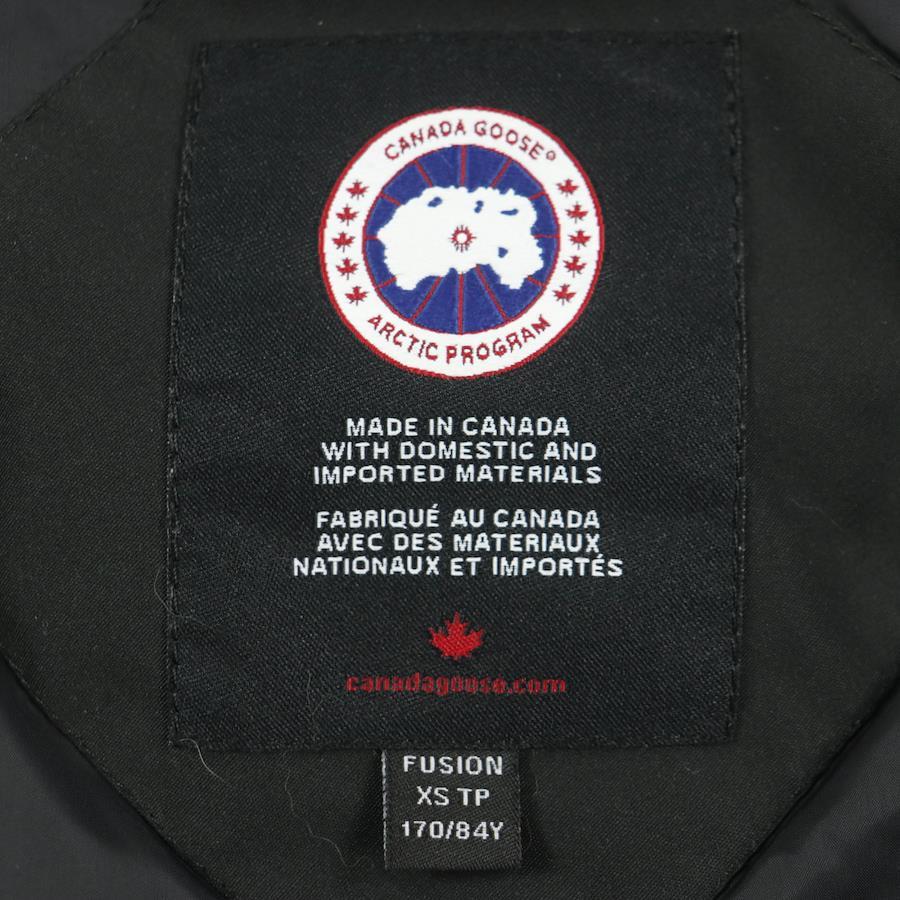 CANADA GOOSE®
ARCTIC PROGRAM
MADE IN CANADA
WITH DOMESTIC AND
IMPORTED MATERIALS
FABRIQUÉ AU CANADA
AVEC DES MATERIAUX
NATIONAUX ET IMPORTÉS
canadagoose.com
FUSION
XS TP
170/84Y